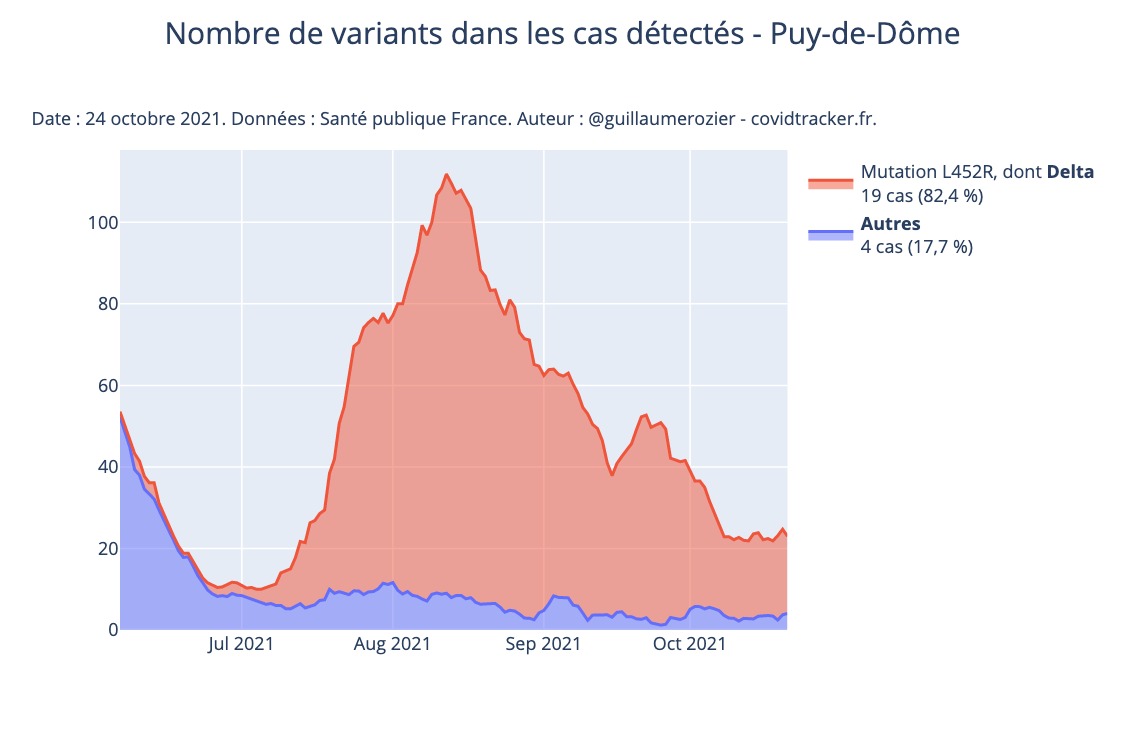 Nombre de variants dans les cas détectés - Puy-de-Dôme
Date : 24 octobre 2021. Données : Santé publique France. Auteur : @guillaumerozier - covidtracker.fr.
Mutation L452R, dont Delta
19 cas (82,4 %)
Autres
4 cas (17,7 %)
100
80
60
40
20
0
Jul 2021 Aug 2021 Sep 2021 Oct 2021